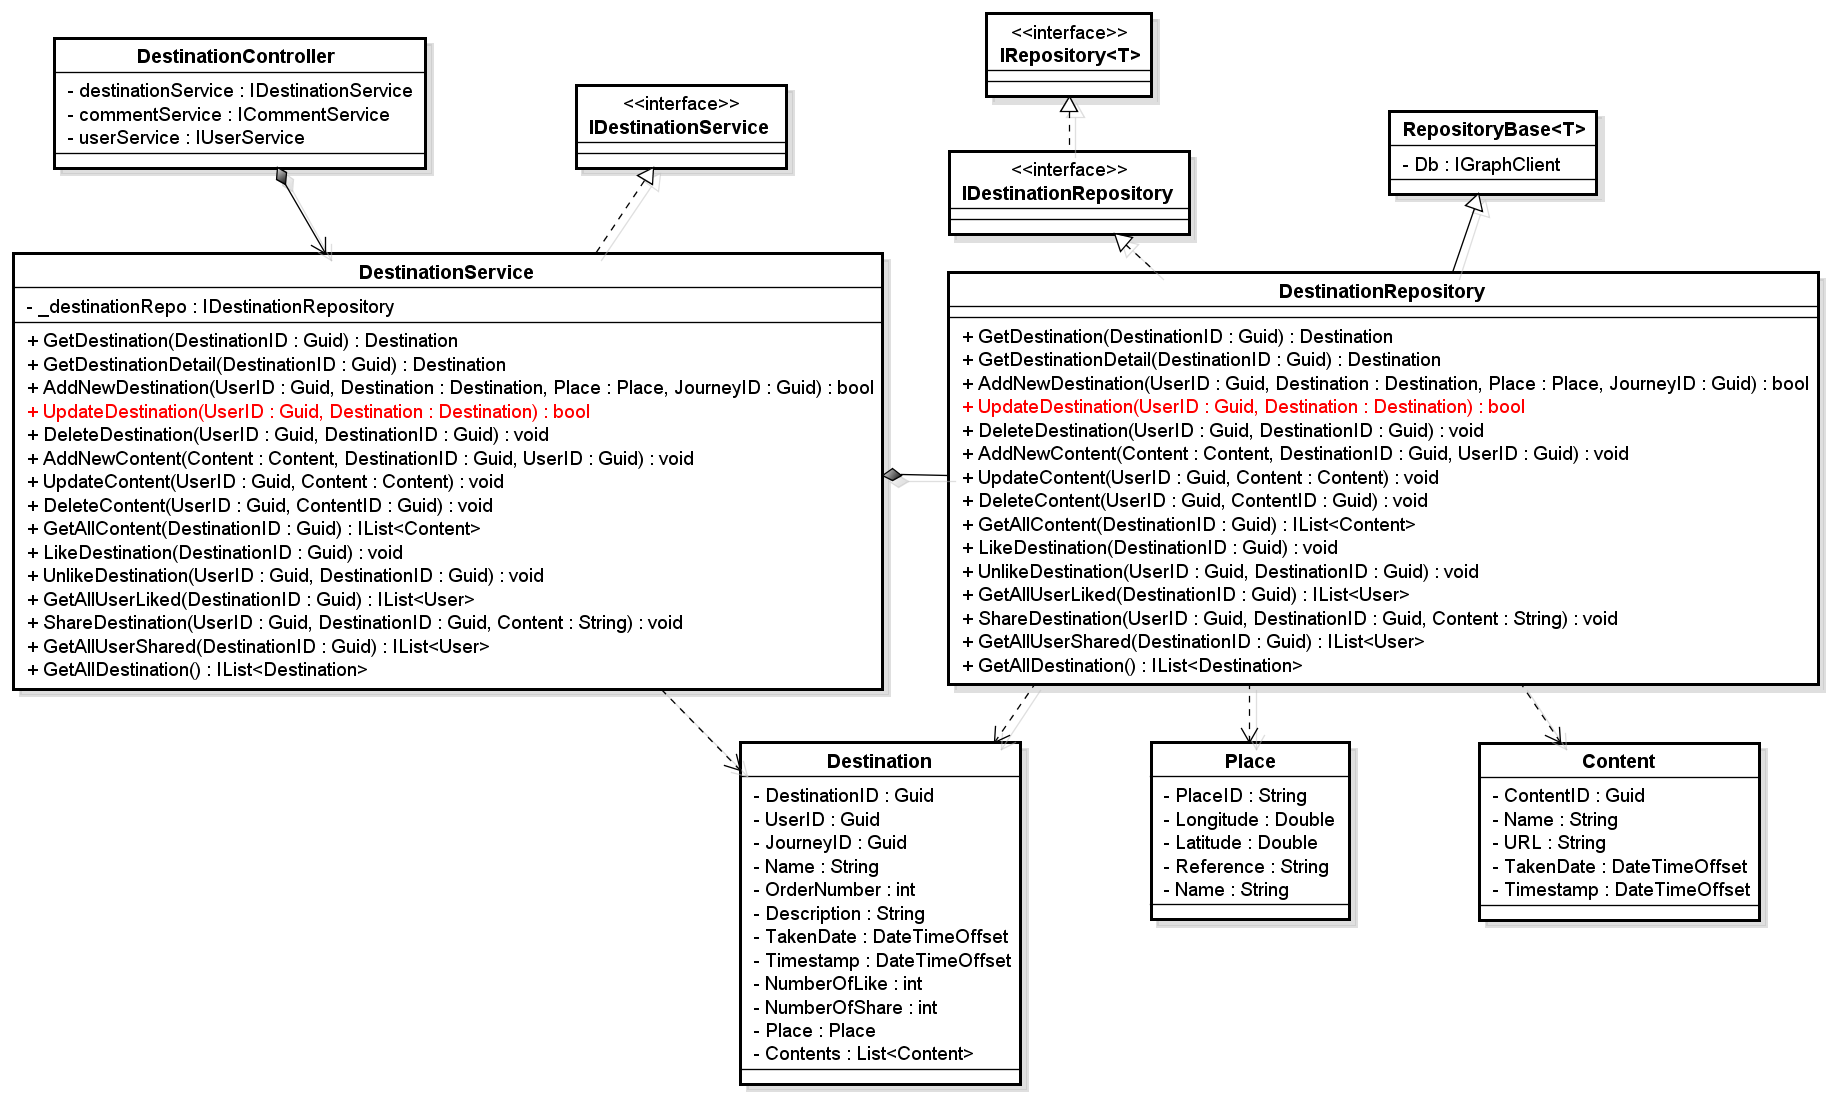 DestinationController
- destinationService : IDestinationService
- commentService : ICommentService
- userService : IUserService
<<interface>>
IDestinationService
<<interface>>
IRepository<T>
<<interface>>
IDestinationRepository
RepositoryBase<T>
- Db : IGraphClient
DestinationService
- _destinationRepo : IDestinationRepository
+ GetDestination(DestinationID : Guid) : Destination
+ GetDestinationDetail(DestinationID : Guid) : Destination
+ AddNewDestination(UserID : Guid, Destination : Destination, Place : Place, JourneyID : Guid) : bool
+ UpdateDestination(UserID : Guid, Destination : Destination) : bool
+ DeleteDestination(UserID : Guid, DestinationID : Guid) : void
+ AddNewContent(Content : Content, DestinationID : Guid, UserID : Guid) : void
+ UpdateContent(UserID : Guid, Content : Content) : void
+ DeleteContent(UserID : Guid, ContentID : Guid) : void
+ GetAllContent(DestinationID : Guid) : IList<Content>
+ LikeDestination(DestinationID : Guid) : void
+ UnlikeDestination(UserID : Guid, DestinationID : Guid) : void
+ GetAllUserLiked(DestinationID : Guid) : IList<User>
+ ShareDestination(UserID : Guid, DestinationID : Guid, Content : String) : void
+ GetAllUserShared(DestinationID : Guid) : IList<User>
+ GetAllDestination() : IList<Destination>
DestinationRepository
+ GetDestination(DestinationID : Guid) : Destination
+ GetDestinationDetail(DestinationID : Guid) : Destination
+ AddNewDestination(UserID : Guid, Destination : Destination, Place : Place, JourneyID : Guid) : bool
+ UpdateDestination(UserID : Guid, Destination : Destination) : bool
+ DeleteDestination(UserID : Guid, DestinationID : Guid) : void
+ AddNewContent(Content : Content, DestinationID : Guid, UserID : Guid) : void
+ UpdateContent(UserID : Guid, Content : Content) : void
+ DeleteContent(UserID : Guid, ContentID : Guid) : void
+ GetAllContent(DestinationID : Guid) : IList<Content>
+ LikeDestination(DestinationID : Guid) : void
+ UnlikeDestination(UserID : Guid, DestinationID : Guid) : void
+ GetAllUserLiked(DestinationID : Guid) : IList<User>
+ ShareDestination(UserID : Guid, DestinationID : Guid, Content : String) : void
+ GetAllUserShared(DestinationID : Guid) : IList<User>
+ GetAllDestination() : IList<Destination>
Destination
- DestinationID : Guid
- UserID : Guid
- JourneyID : Guid
- Name : String
- OrderNumber : int
- Description : String
- TakenDate : DateTimeOffset
- Timestamp : DateTimeOffset
- NumberOfLike : int
- NumberOfShare : int
- Place : Place
- Contents : List<Content>
Place
- PlaceID : String
- Longitude : Double
- Latitude : Double
- Reference : String
- Name : String
Content
- ContentID : Guid
- Name : String
- URL : String
- TakenDate : DateTimeOffset
- Timestamp : DateTimeOffset